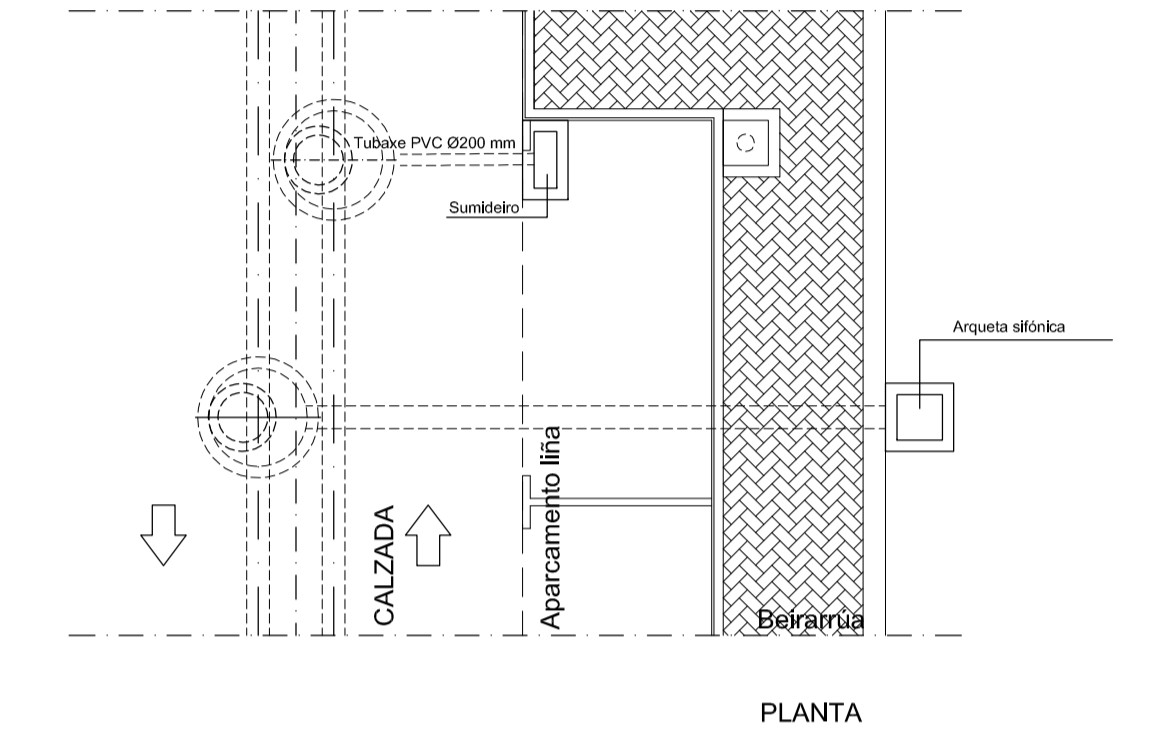 Tubaxe PVC Ø200 mm
Sumideiro
Arqueta sifónica
CALZADA
Aparcamento liña
Beirarrúa
PLANTA